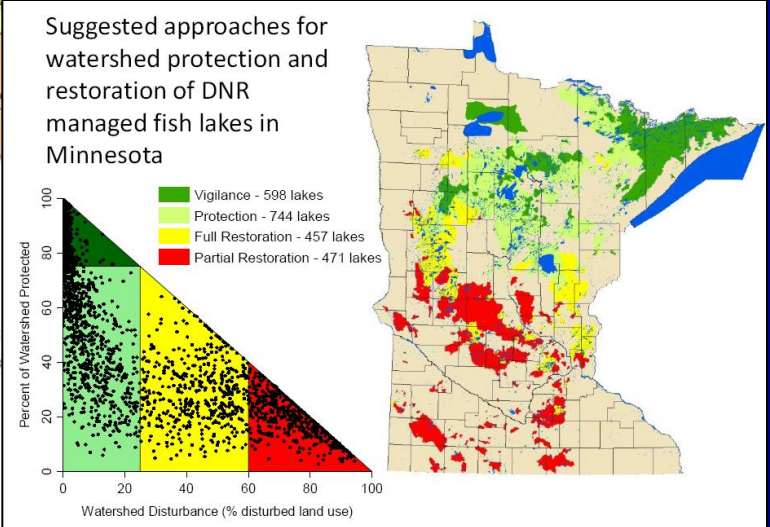 Suggested approaches for
watershed protection and
restoration of DNR
managed fish lakes in
Minnesota
Vigilance - 598 lakes
Protection - 744 lakes
Full Restoration - 457 lakes
Partial Restoration - 471 lakes
Percent of Watershed Protected
100
80
60
40
20
0
0 20 40 60 80 100
Watershed Disturbance (% disturbed land use)